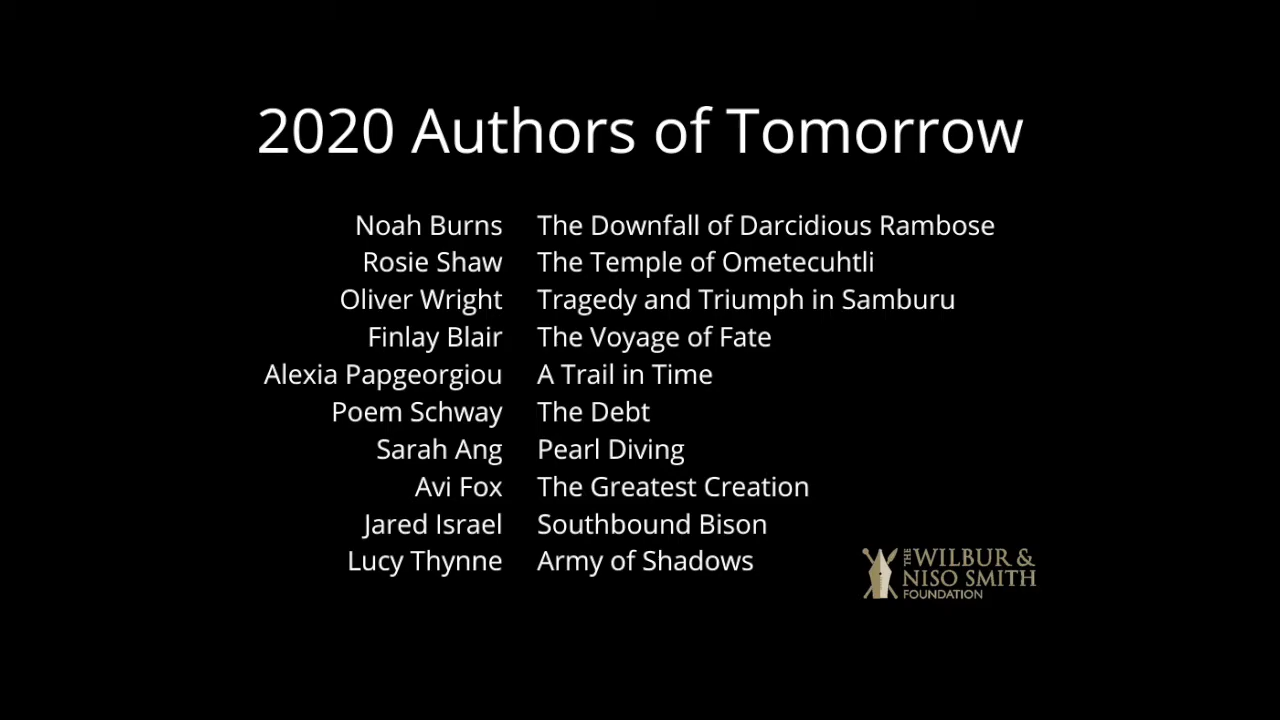 2020 Authors of Tomorrow
Noah Burns The Downfall of Darcidious Rambose
Rosie Shaw The Temple of Ometecuhtli
Oliver Wright Tragedy and Triumph in Samburu
Finlay Blair The Voyage of Fate
Alexia Papgeorgiou A Trail in Time
Poem Schway The Debt
Sarah Ang Pearl Diving
Avi Fox The Greatest Creation
Jared Israel Southbound Bison
Lucy Thynne Army of Shadows
THE WILBUR &
NISO SMITH
FOUNDATION